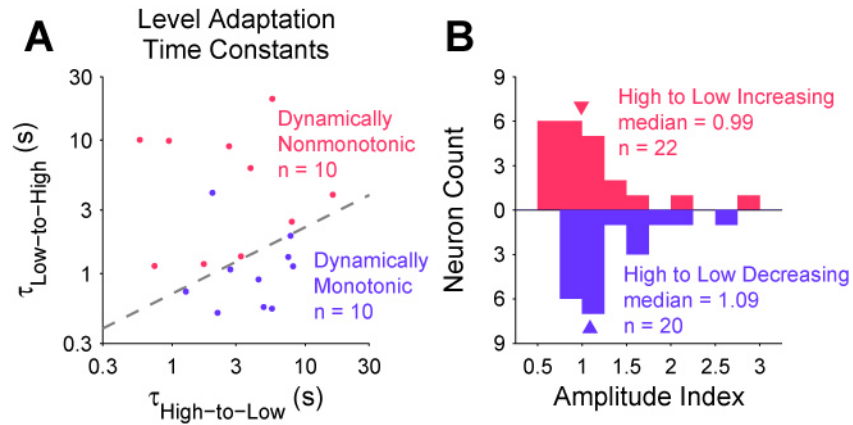 A
Level Adaptation
Time Constants
τLow−to−High (s)
30
10
3
1
0.3
Dynamically
Nonmonotonic
n = 10
Dynamically
Monotonic
n = 10
0.3 1 3 10 30
τHigh−to−Low (s)
B
Neuron Count
9
6
3
0
3
6
9
High to Low Increasing
median = 0.99
n = 22
High to Low Decreasing
median = 1.09
n = 20
0.5 1 1.5 2 2.5 3
Amplitude Index